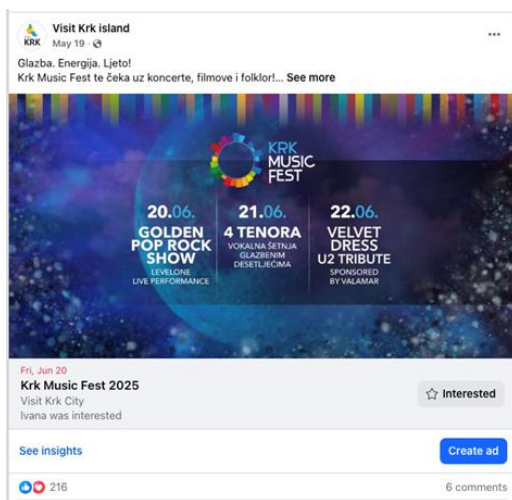 Visit Krk island
KRK
May 19 ·
Glazba. Energija. Ljeto!
Krk Music Fest te čeka uz koncerte, filmove i folklor!... See more
KRK
MUSIC
FEST
20.06.
GOLDEN
POP ROCK
SHOW
LEVELONE
LIVE PERFORMANCE
21.06.
4 TENORA
VOKALNA ŠETNJA
GLAZBENIM
DESETLJEĆIMA
22.06.
VELVET
DRESS
U2 TRIBUTE
SPONSORED
BY VALAMAR
Fri, Jun 20
Krk Music Fest 2025
Visit Krk City
Ivana was interested
Interested
See insights
Create ad
216
6 comments